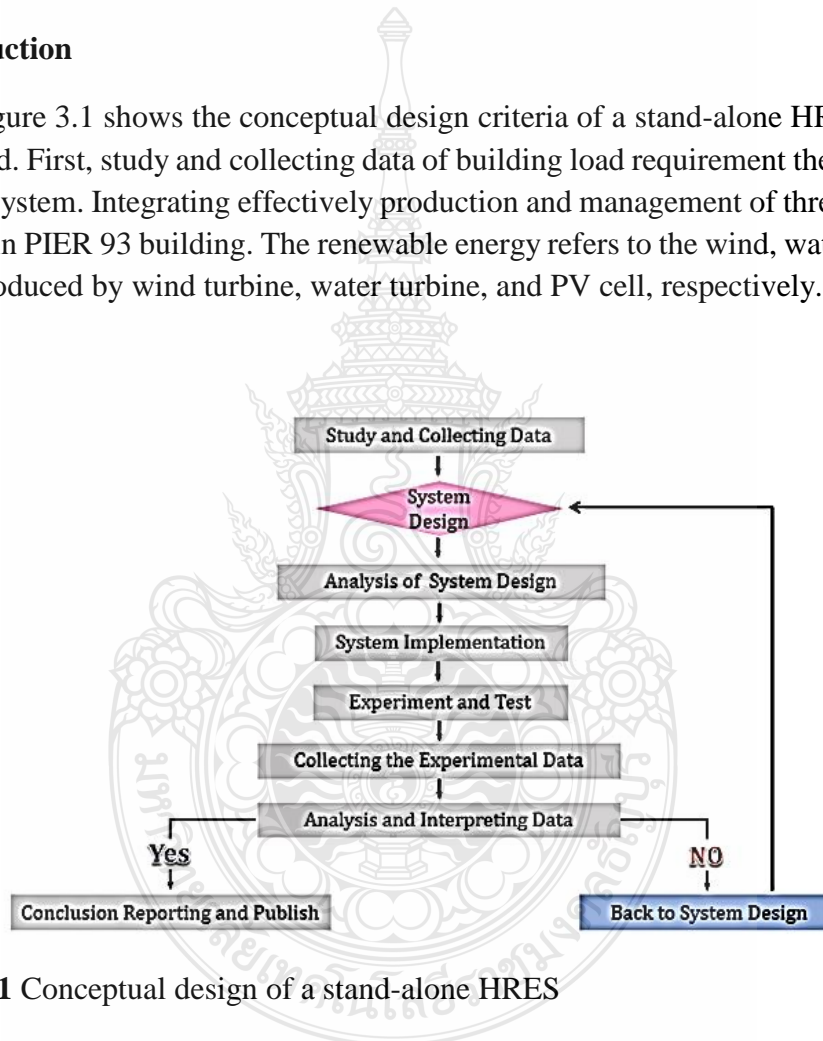 uction
gure 3.1 shows the conceptual design criteria of a stand-alone HR
d. First, study and collecting data of building load requirement the
ystem. Integrating effectively production and management of thre
n PIER 93 building. The renewable energy refers to the wind, wat
oduced by wind turbine, water turbine, and PV cell, respectively.
Study and Collecting Data
System
Design
Analysis of System Design
System Implementation
Experiment and Test
Collecting the Experimental Data
Analysis and Interpreting Data
Yes
NO
Conclusion Reporting and Publish
Back to System Design
1 Conceptual design of a stand-alone HRES